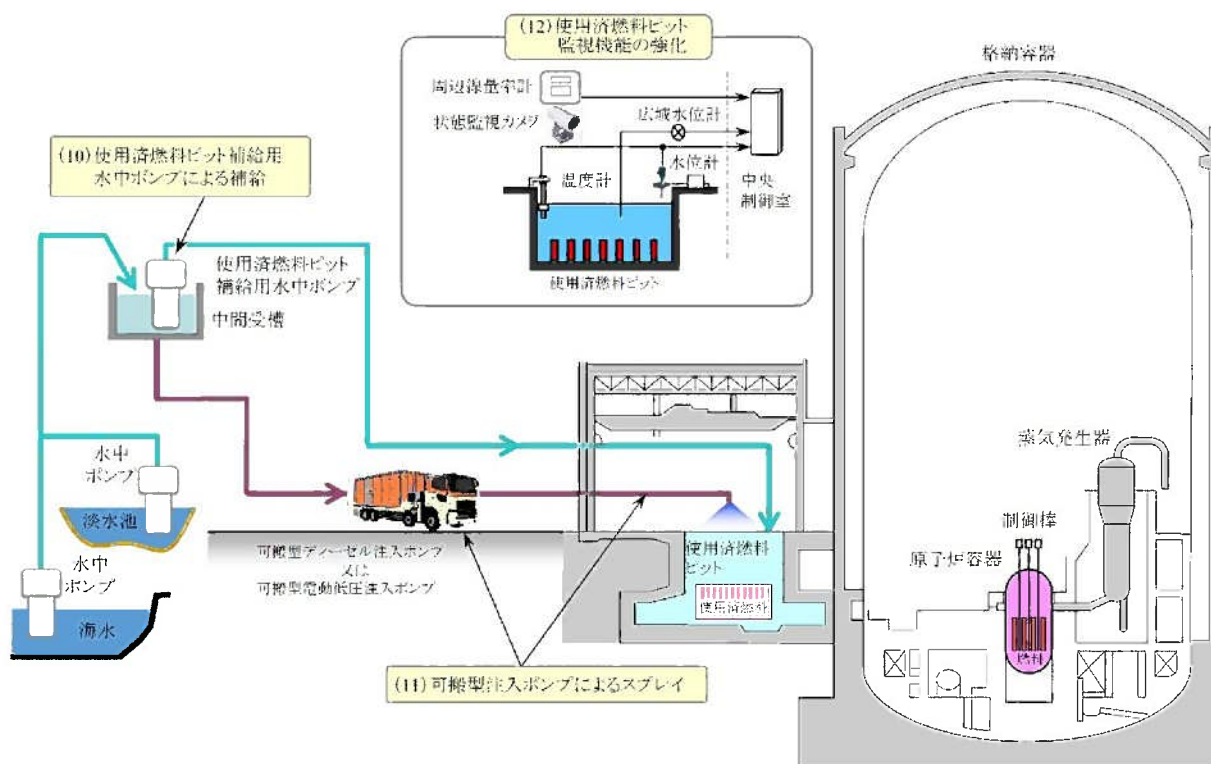 (12)使用済燃料ピット
監視機能の強化
周辺線量率計
状態監視カメラ
広域水位計
水位計
温度計
中央
制御室
使用済燃料ピット
格納容器
(10)使用済燃料ピット補給用
水中ポンプによる補給
使用済燃料ピット
補給用水中ポンプ
中間受槽
水中
ポンプ
淡水池
水中
ポンプ
海水
可搬型ディーゼル注入ポンプ
又は
可搬型電動低圧注入ポンプ
使用済燃料
ピット
使用済燃料
(11)可搬型注入ポンプによるスプレイ
蒸気発生器
制御棒
原子炉容器
燃料